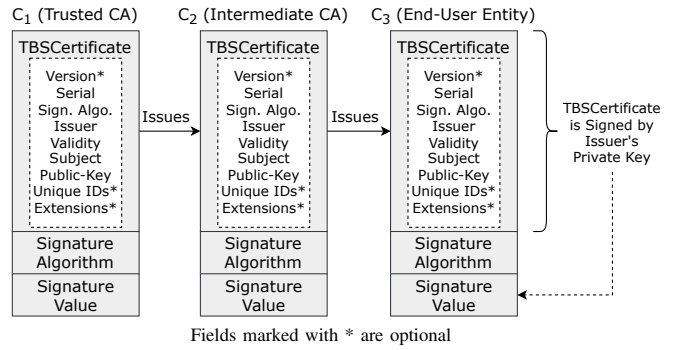 C1 (Trusted CA)
C2 (Intermediate CA)
C3 (End-User Entity)
TBSCertificate
Version*
Serial
Sign. Algo.
Issuer
Validity
Subject
Public-Key
Unique IDs*
Extensions*
Signature
Algorithm
Signature
Value
Issues
TBSCertificate
Version*
Serial
Sign. Algo.
Issuer
Validity
Subject
Public-Key
Unique IDs*
Extensions*
Signature
Algorithm
Signature
Value
Issues
TBSCertificate
Version*
Serial
Sign. Algo.
Issuer
Validity
Subject
Public-Key
Unique IDs*
Extensions*
Signature
Algorithm
Signature
Value
TBSCertificate
is Signed by
Issuer's
Private Key
Fields marked with * are optional